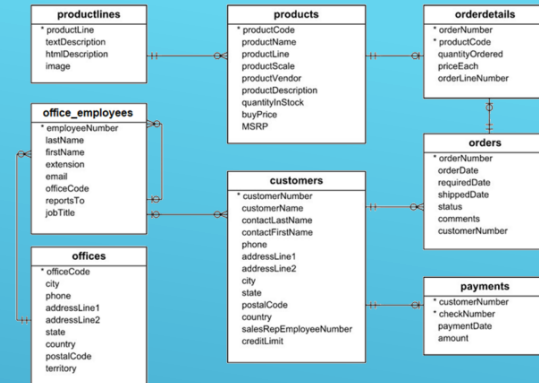 productlines
* productLine
textDescription
htmlDescription
image
products
* productCode
productName
productLine
productScale
productVendor
productDescription
quantityInStock
buyPrice
MSRP
orderdetails
* orderNumber
* productCode
quantityOrdered
priceEach
orderLineNumber
office_employees
* employeeNumber
lastName
firstName
extension
email
officeCode
reportsTo
jobTitle
customers
* customerNumber
customerName
contactLastName
contactFirstName
phone
addressLine1
addressLine2
city
state
postalCode
country
salesRepEmployeeNumber
creditLimit
orders
* orderNumber
orderDate
requiredDate
shippedDate
status
comments
customerNumber
offices
* officeCode
city
phone
addressLine1
addressLine2
state
country
postalCode
territory
payments
* customerNumber
* checkNumber
paymentDate
amount